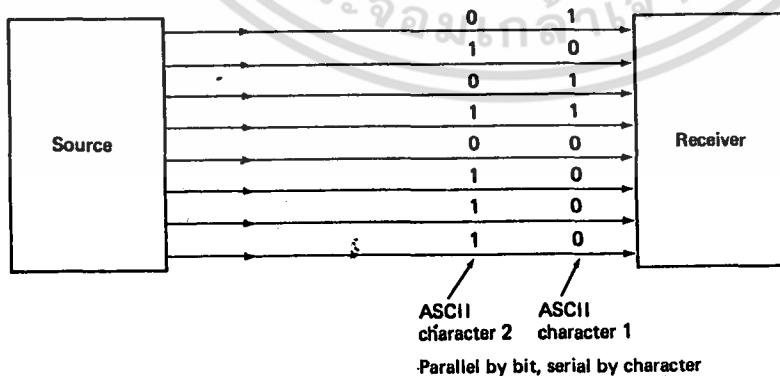 0 1
1 0
0 1
1 1
Source
0 0
Receiver
1 0
1 0
1 0
ASCII ASCII
character 2 character 1
Parallel by bit, serial by character